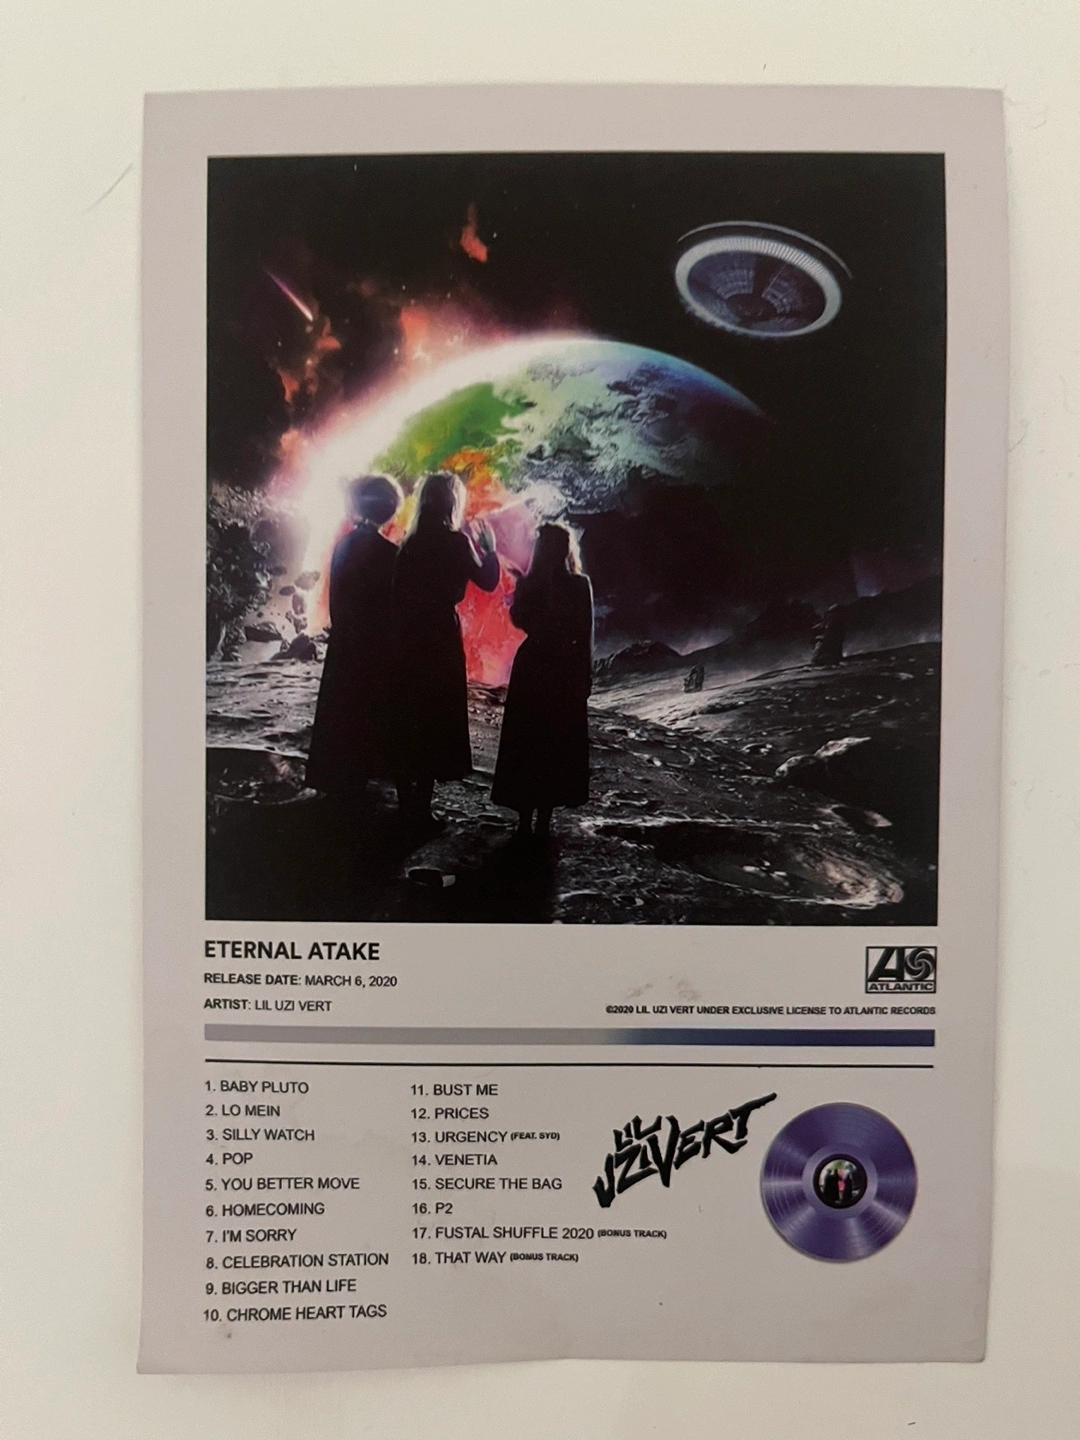 ETERNAL ATAKE
RELEASE DATE: MARCH 6, 2020
ARTIST: LIL UZI VERT
ATLANTIC
©2020 LIL UZI VERT UNDER EXCLUSIVE LICENSE TO ATLANTIC RECORDS
1. BABY PLUTO
2. LO MEIN
3. SILLY WATCH
4. POP
5. YOU BETTER MOVE
6. HOMECOMING
7. I'M SORRY
8. CELEBRATION STATION
9. BIGGER THAN LIFE
10. CHROME HEART TAGS
11. BUST ME
12. PRICES
13. URGENCY (FEAT. SYD)
14. VENETIA
15. SECURE THE BAG
16. P2
17. FUSTAL SHUFFLE 2020 (BONUS TRACK)
18. THAT WAY (BONUS TRACK)
LIL
UZI VERT